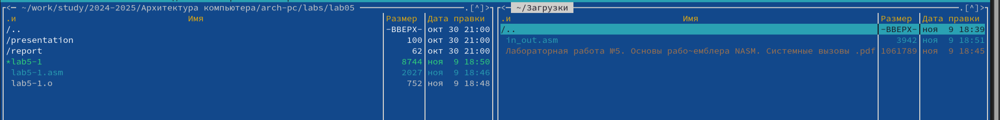 <─ ~/work/study/2024-2025/Архитектура компьютера/arch-pc/labs/lab05 ─.[^]>
.и Имя Размер Дата правки
/.. -ВВЕРХ- окт 30 21:00
/presentation 100 окт 30 21:00
/report 62 окт 30 21:00
*lab5-1 8744 ноя 9 18:50
lab5-1.asm 2027 ноя 9 18:46
lab5-1.o 752 ноя 9 18:48
<─ ~/Загрузки ─.[^]>
.и Имя Размер Дата правки
/.. -ВВЕРХ- ноя 9 18:39
in_out.asm 3942 ноя 9 18:51
Лабораторная работа №5. Основы рабо~емблера NASM. Системные вызовы .pdf 1061789 ноя 9 18:45